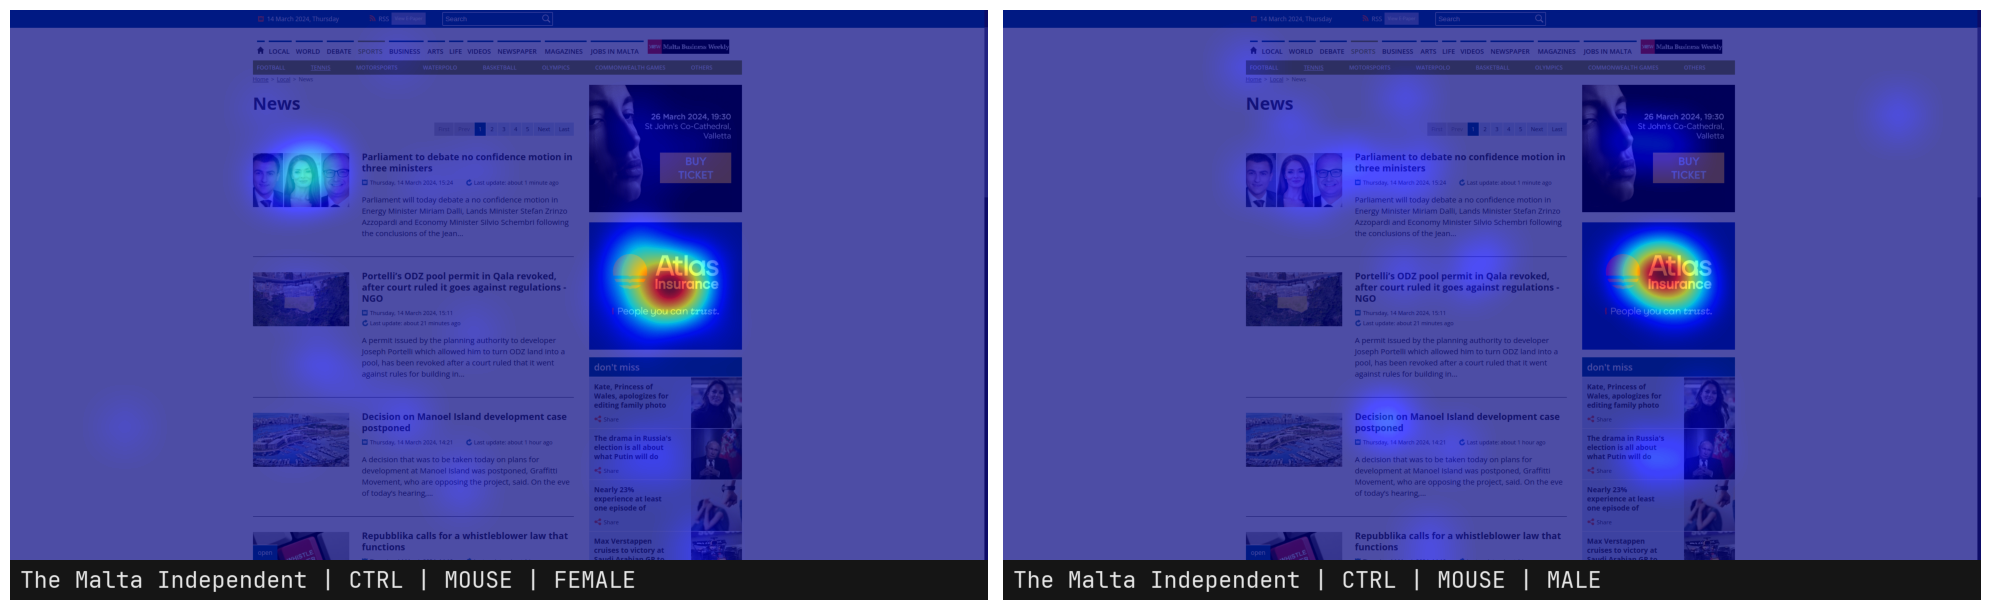 14 March 2024, Thursday RSS Search
LOCAL WORLD DEBATE SPORTS BUSINESS ARTS LIFE VIDEOS NEWSPAPER MAGAZINES JOBS IN MALTA Malta Business Weekly
FOOTBALL TENNIS MOTORSPORTS WATERPOLO BASKETBALL OLYMPICS COMMONWEALTH GAMES OTHERS
Home > Local > News
News
First Prev 1 2 3 4 5 Next Last
26 March 2024, 19:30
St John's Co-Cathedral,
Valletta
BUY
TICKET
Parliament to debate no confidence motion in
three ministers
Thursday, 14 March 2024, 15:24 Last update: about 1 minute ago
Parliament will today debate a no confidence motion in
Energy Minister Miriam Dalli, Lands Minister Stefan Zrinzo
Azzopardi and Economy Minister Silvio Schembri following
the conclusions of the Jean...
Atlas
Insurance
People you can trust.
Portelli's ODZ pool permit in Qala revoked,
after court ruled it goes against regulations -
NGO
Thursday, 14 March 2024, 15:11
Last update: about 21 minutes ago
A permit issued by the planning authority to developer
Joseph Portelli which allowed him to turn ODZ land into a
pool, has been revoked after a court ruled that it went
against rules for building in...
don't miss
Kate, Princess of
Wales, apologizes for
editing family photo
Share
The drama in Russia's
election is all about
what Putin will do
Share
Nearly 23%
experience at least
one episode of
Share
Max Verstappen
cruises to victory at
Saudi Arabian GP to
Decision on Manoel Island development case
postponed
Thursday, 14 March 2024, 14:21 Last update: about 1 hour ago
A decision that was to be taken today on plans for
development at Manoel Island was postponed, Graffitti
Movement, who are opposing the project, said. On the eve
of today's hearing,...
Repubblika calls for a whistleblower law that
functions
open
WHISTLE
The Malta Independent | CTRL | MOUSE | FEMALE
14 March 2024, Thursday RSS Search
LOCAL WORLD DEBATE SPORTS BUSINESS ARTS LIFE VIDEOS NEWSPAPER MAGAZINES JOBS IN MALTA Malta Business Weekly
FOOTBALL TENNIS MOTORSPORTS WATERPOLO BASKETBALL OLYMPICS COMMONWEALTH GAMES OTHERS
Home > Local > News
News
First Prev 1 2 3 4 5 Next Last
26 March 2024, 19:30
St John's Co-Cathedral,
Valletta
BUY
TICKET
Parliament to debate no confidence motion in
three ministers
Thursday, 14 March 2024, 15:24 Last update: about 1 minute ago
Parliament will today debate a no confidence motion in
Energy Minister Miriam Dalli, Lands Minister Stefan Zrinzo
Azzopardi and Economy Minister Silvio Schembri following
the conclusions of the Jean...
Atlas
Insurance
People you can trust.
Portelli's ODZ pool permit in Qala revoked,
after court ruled it goes against regulations -
NGO
Thursday, 14 March 2024, 15:11
Last update: about 21 minutes ago
A permit issued by the planning authority to developer
Joseph Portelli which allowed him to turn ODZ land into a
pool, has been revoked after a court ruled that it went
against rules for building in...
don't miss
Kate, Princess of
Wales, apologizes for
editing family photo
Share
The drama in Russia's
election is all about
what Putin will do
Share
Nearly 23%
experience at least
one episode of
Share
Max Verstappen
cruises to victory at
Saudi Arabian GP to
Decision on Manoel Island development case
postponed
Thursday, 14 March 2024, 14:21 Last update: about 1 hour ago
A decision that was to be taken today on plans for
development at Manoel Island was postponed, Graffitti
Movement, who are opposing the project, said. On the eve
of today's hearing,...
Repubblika calls for a whistleblower law that
functions
open
WHISTLE
The Malta Independent | CTRL | MOUSE | MALE